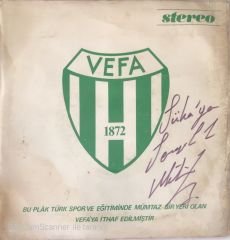 stereo
VEFA
1872
BU PLÂK TÜRK SPOR VE EĞİTİMİNDE MÜMTAZ BİR YERİ OLAN
VEFA'YA İTHAF EDİLMİŞTİR